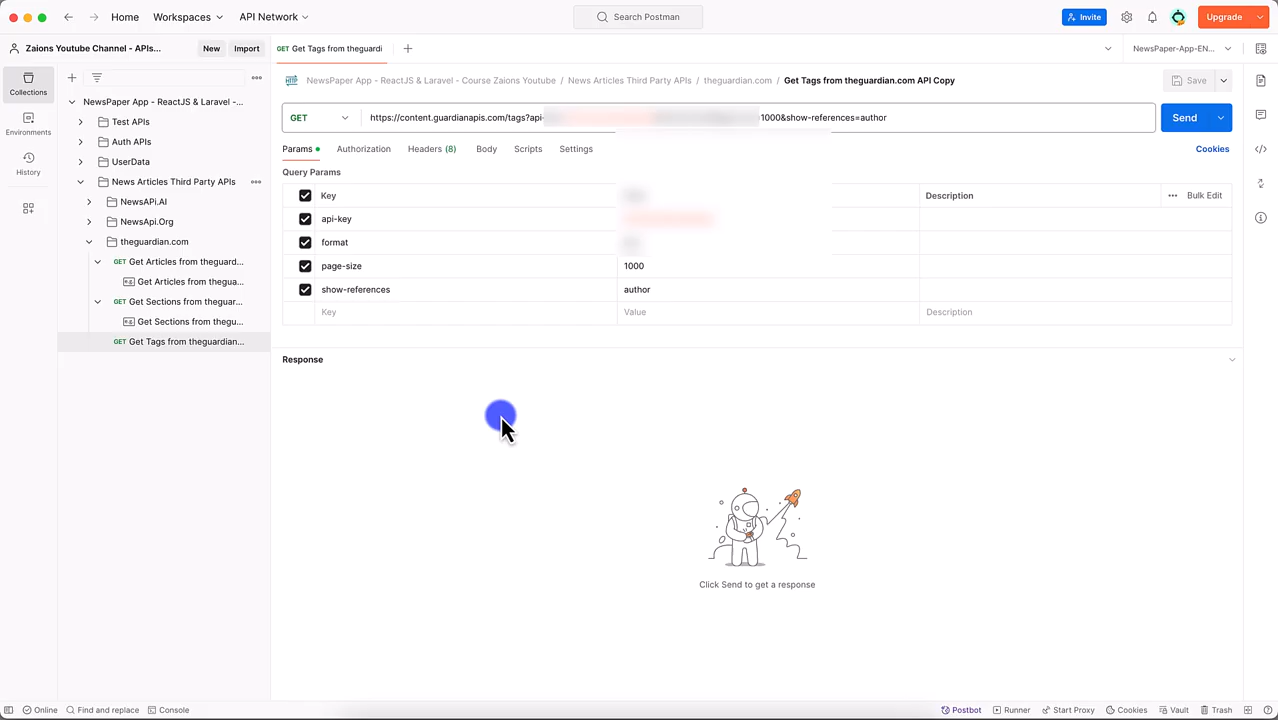 Home Workspaces API Network Search Postman Invite Upgrade
Zaions Youtube Channel - APIs... New Import GET Get Tags from theguardi NewsPaper-App-EN...
NewsPaper App - ReactJS & Laravel - Course Zaions Youtube / News Articles Third Party APIs / theguardian.com / Get Tags from theguardian.com API Copy Save
Collections
Environments
History
NewsPaper App - ReactJS & Laravel -...
Test APIs
Auth APIs
UserData
News Articles Third Party APIs
NewsAPi.AI
NewsApi.Org
theguardian.com
GET Get Articles from theguard...
e.g. Get Articles from thegua...
GET Get Sections from theguar...
e.g. Get Sections from thegu...
GET Get Tags from theguardian...
GET https://content.guardianapis.com/tags?api- 1000&show-references=author Send
Params Authorization Headers (8) Body Scripts Settings Cookies
Query Params
Key Description Bulk Edit
api-key
format
page-size 1000
show-references author
Key Value Description
Response
Click Send to get a response
Online Find and replace Console Postbot Runner Start Proxy Cookies Vault Trash